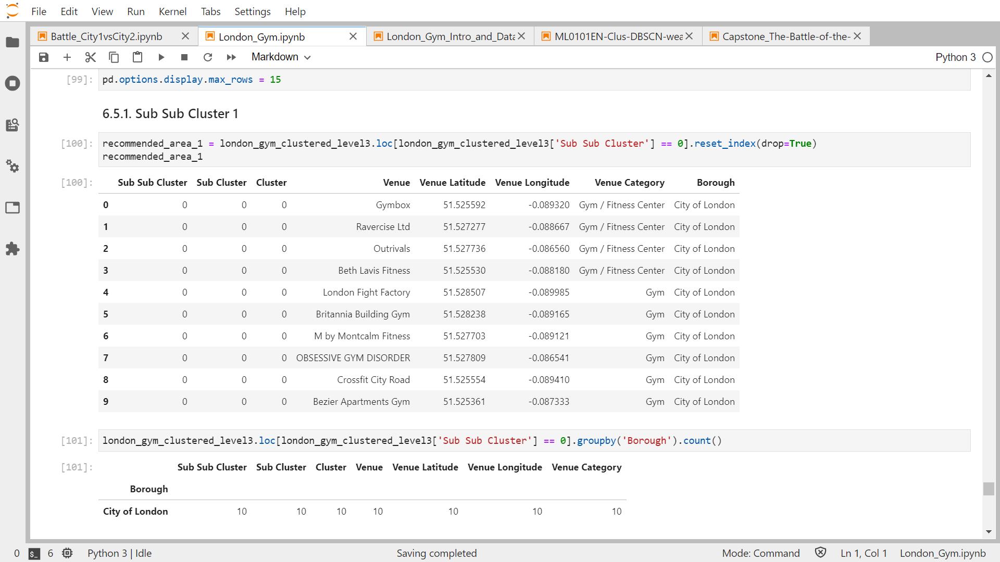 File Edit View Run Kernel Tabs Settings Help
Battle_City1vsCity2.ipynb London_Gym.ipynb London_Gym_Intro_and_Data ML0101EN-Clus-DBSCN-wea Capstone_The-Battle-of-the-
Markdown Python 3
[99]: pd.options.display.max_rows = 15
6.5.1. Sub Sub Cluster 1
[100]: recommended_area_1 = london_gym_clustered_level3.loc[london_gym_clustered_level3['Sub Sub Cluster'] == 0].reset_index(drop=True)
recommended_area_1
[100]: Sub Sub Cluster Sub Cluster Cluster Venue Venue Latitude Venue Longitude Venue Category Borough
0 0 0 0 Gymbox 51.525592 -0.089320 Gym / Fitness Center City of London
1 0 0 0 Ravercise Ltd 51.527277 -0.088667 Gym / Fitness Center City of London
2 0 0 0 Outrivals 51.527736 -0.086560 Gym / Fitness Center City of London
3 0 0 0 Beth Lavis Fitness 51.525530 -0.088180 Gym / Fitness Center City of London
4 0 0 0 London Fight Factory 51.528507 -0.089985 Gym City of London
5 0 0 0 Britannia Building Gym 51.528238 -0.089165 Gym City of London
6 0 0 0 M by Montcalm Fitness 51.527703 -0.089121 Gym City of London
7 0 0 0 OBSESSIVE GYM DISORDER 51.527809 -0.086541 Gym City of London
8 0 0 0 Crossfit City Road 51.525554 -0.089410 Gym City of London
9 0 0 0 Bezier Apartments Gym 51.525361 -0.087333 Gym City of London
[101]: london_gym_clustered_level3.loc[london_gym_clustered_level3['Sub Sub Cluster'] == 0].groupby('Borough').count()
[101]: Sub Sub Cluster Sub Cluster Cluster Venue Venue Latitude Venue Longitude Venue Category
Borough
City of London 10 10 10 10 10 10 10
0 $_ 6 Python 3 | Idle Saving completed Mode: Command Ln 1, Col 1 London_Gym.ipynb